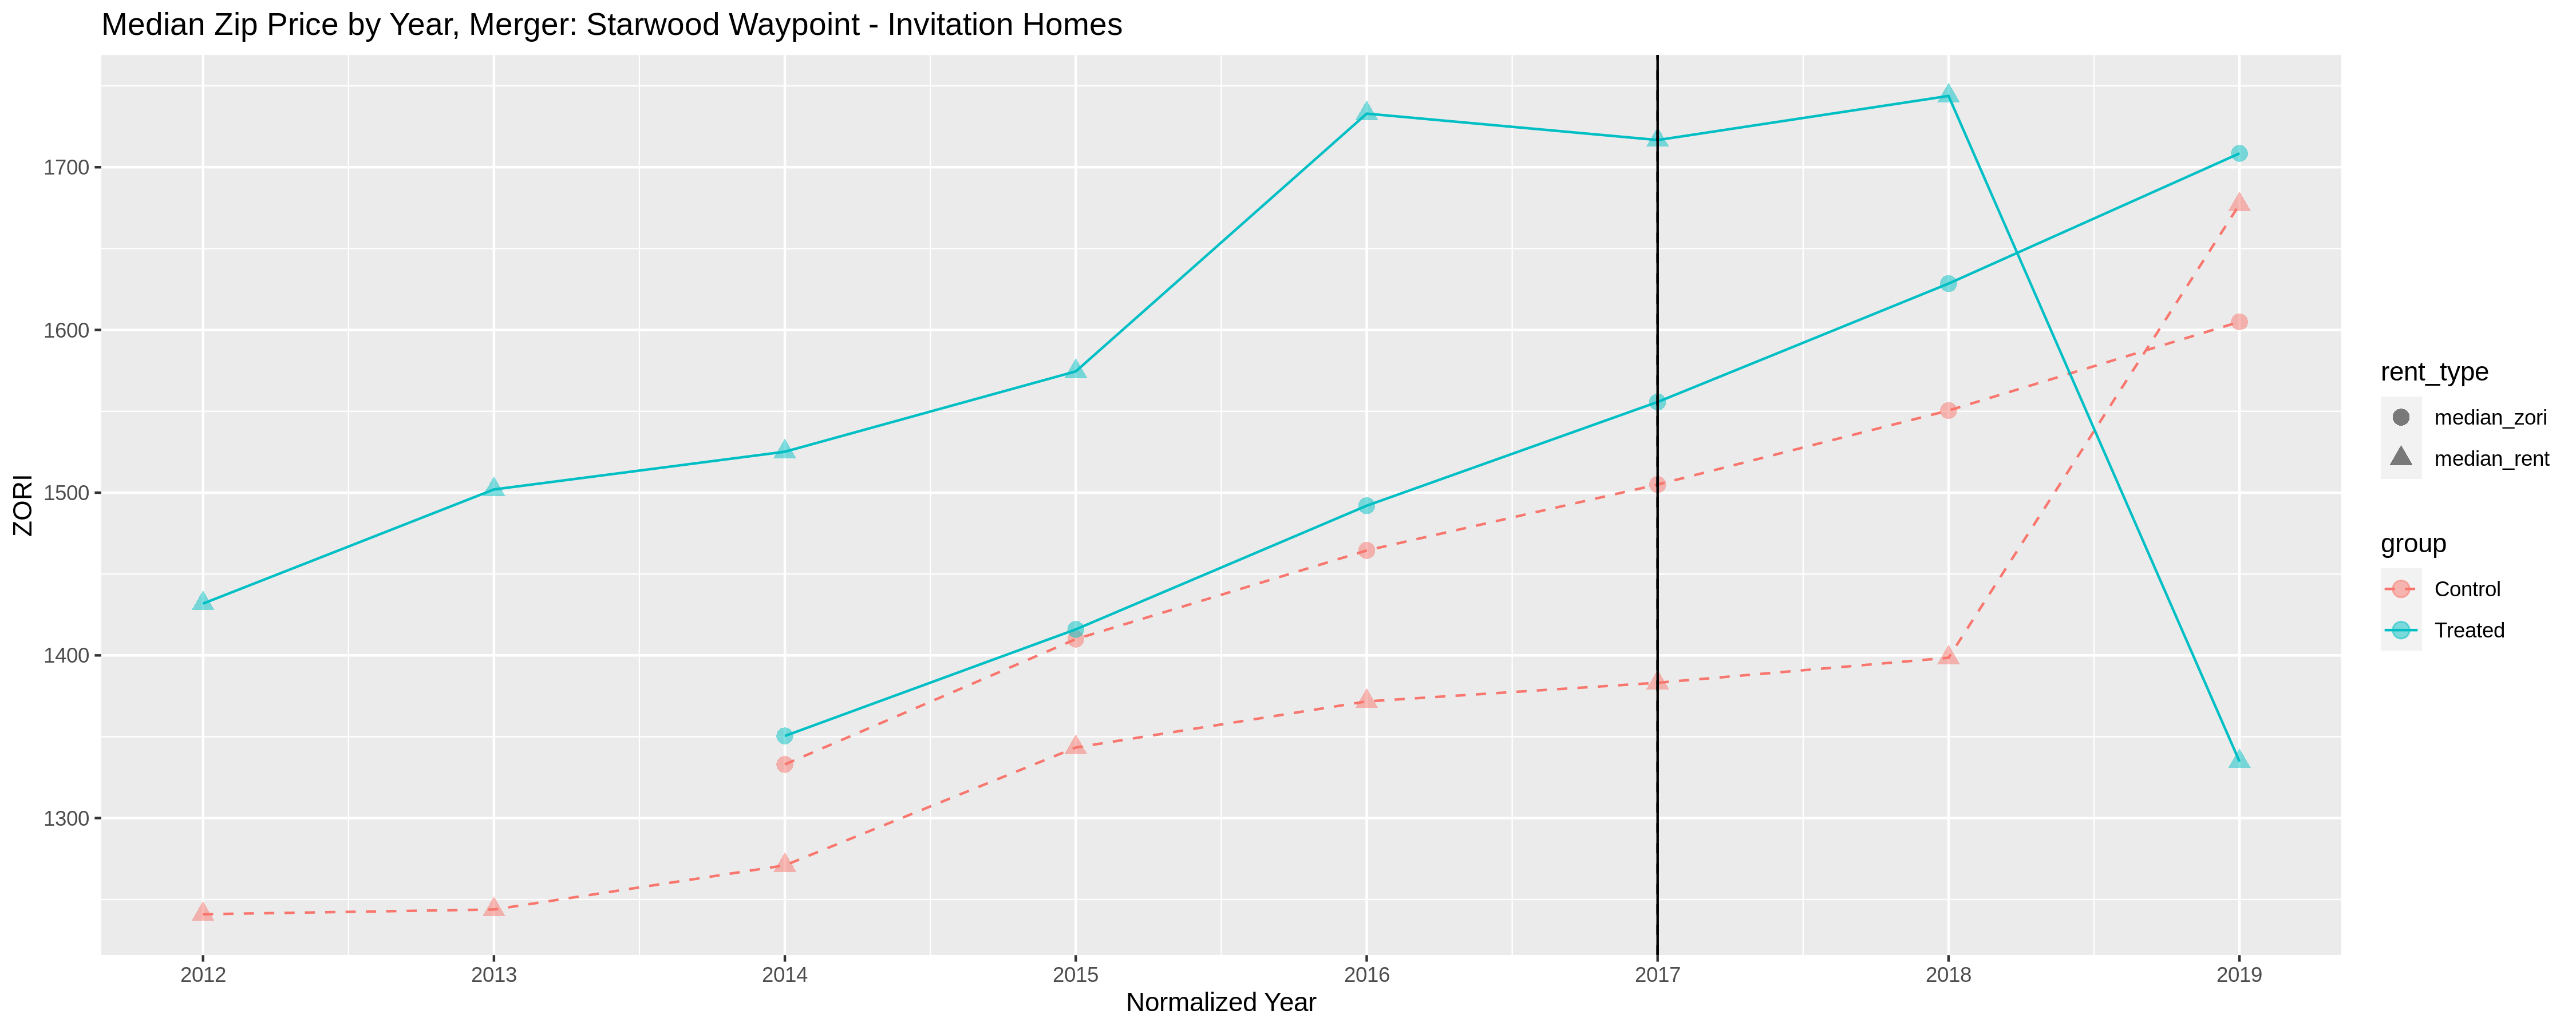 Median Zip Price by Year, Merger: Starwood Waypoint - Invitation Homes
1700
1600
1500
1400
1300
ZORI
2012 2013 2014 2015 2016 2017 2018 2019
Normalized Year
rent_type
median_zori
median_rent
group
Control
Treated